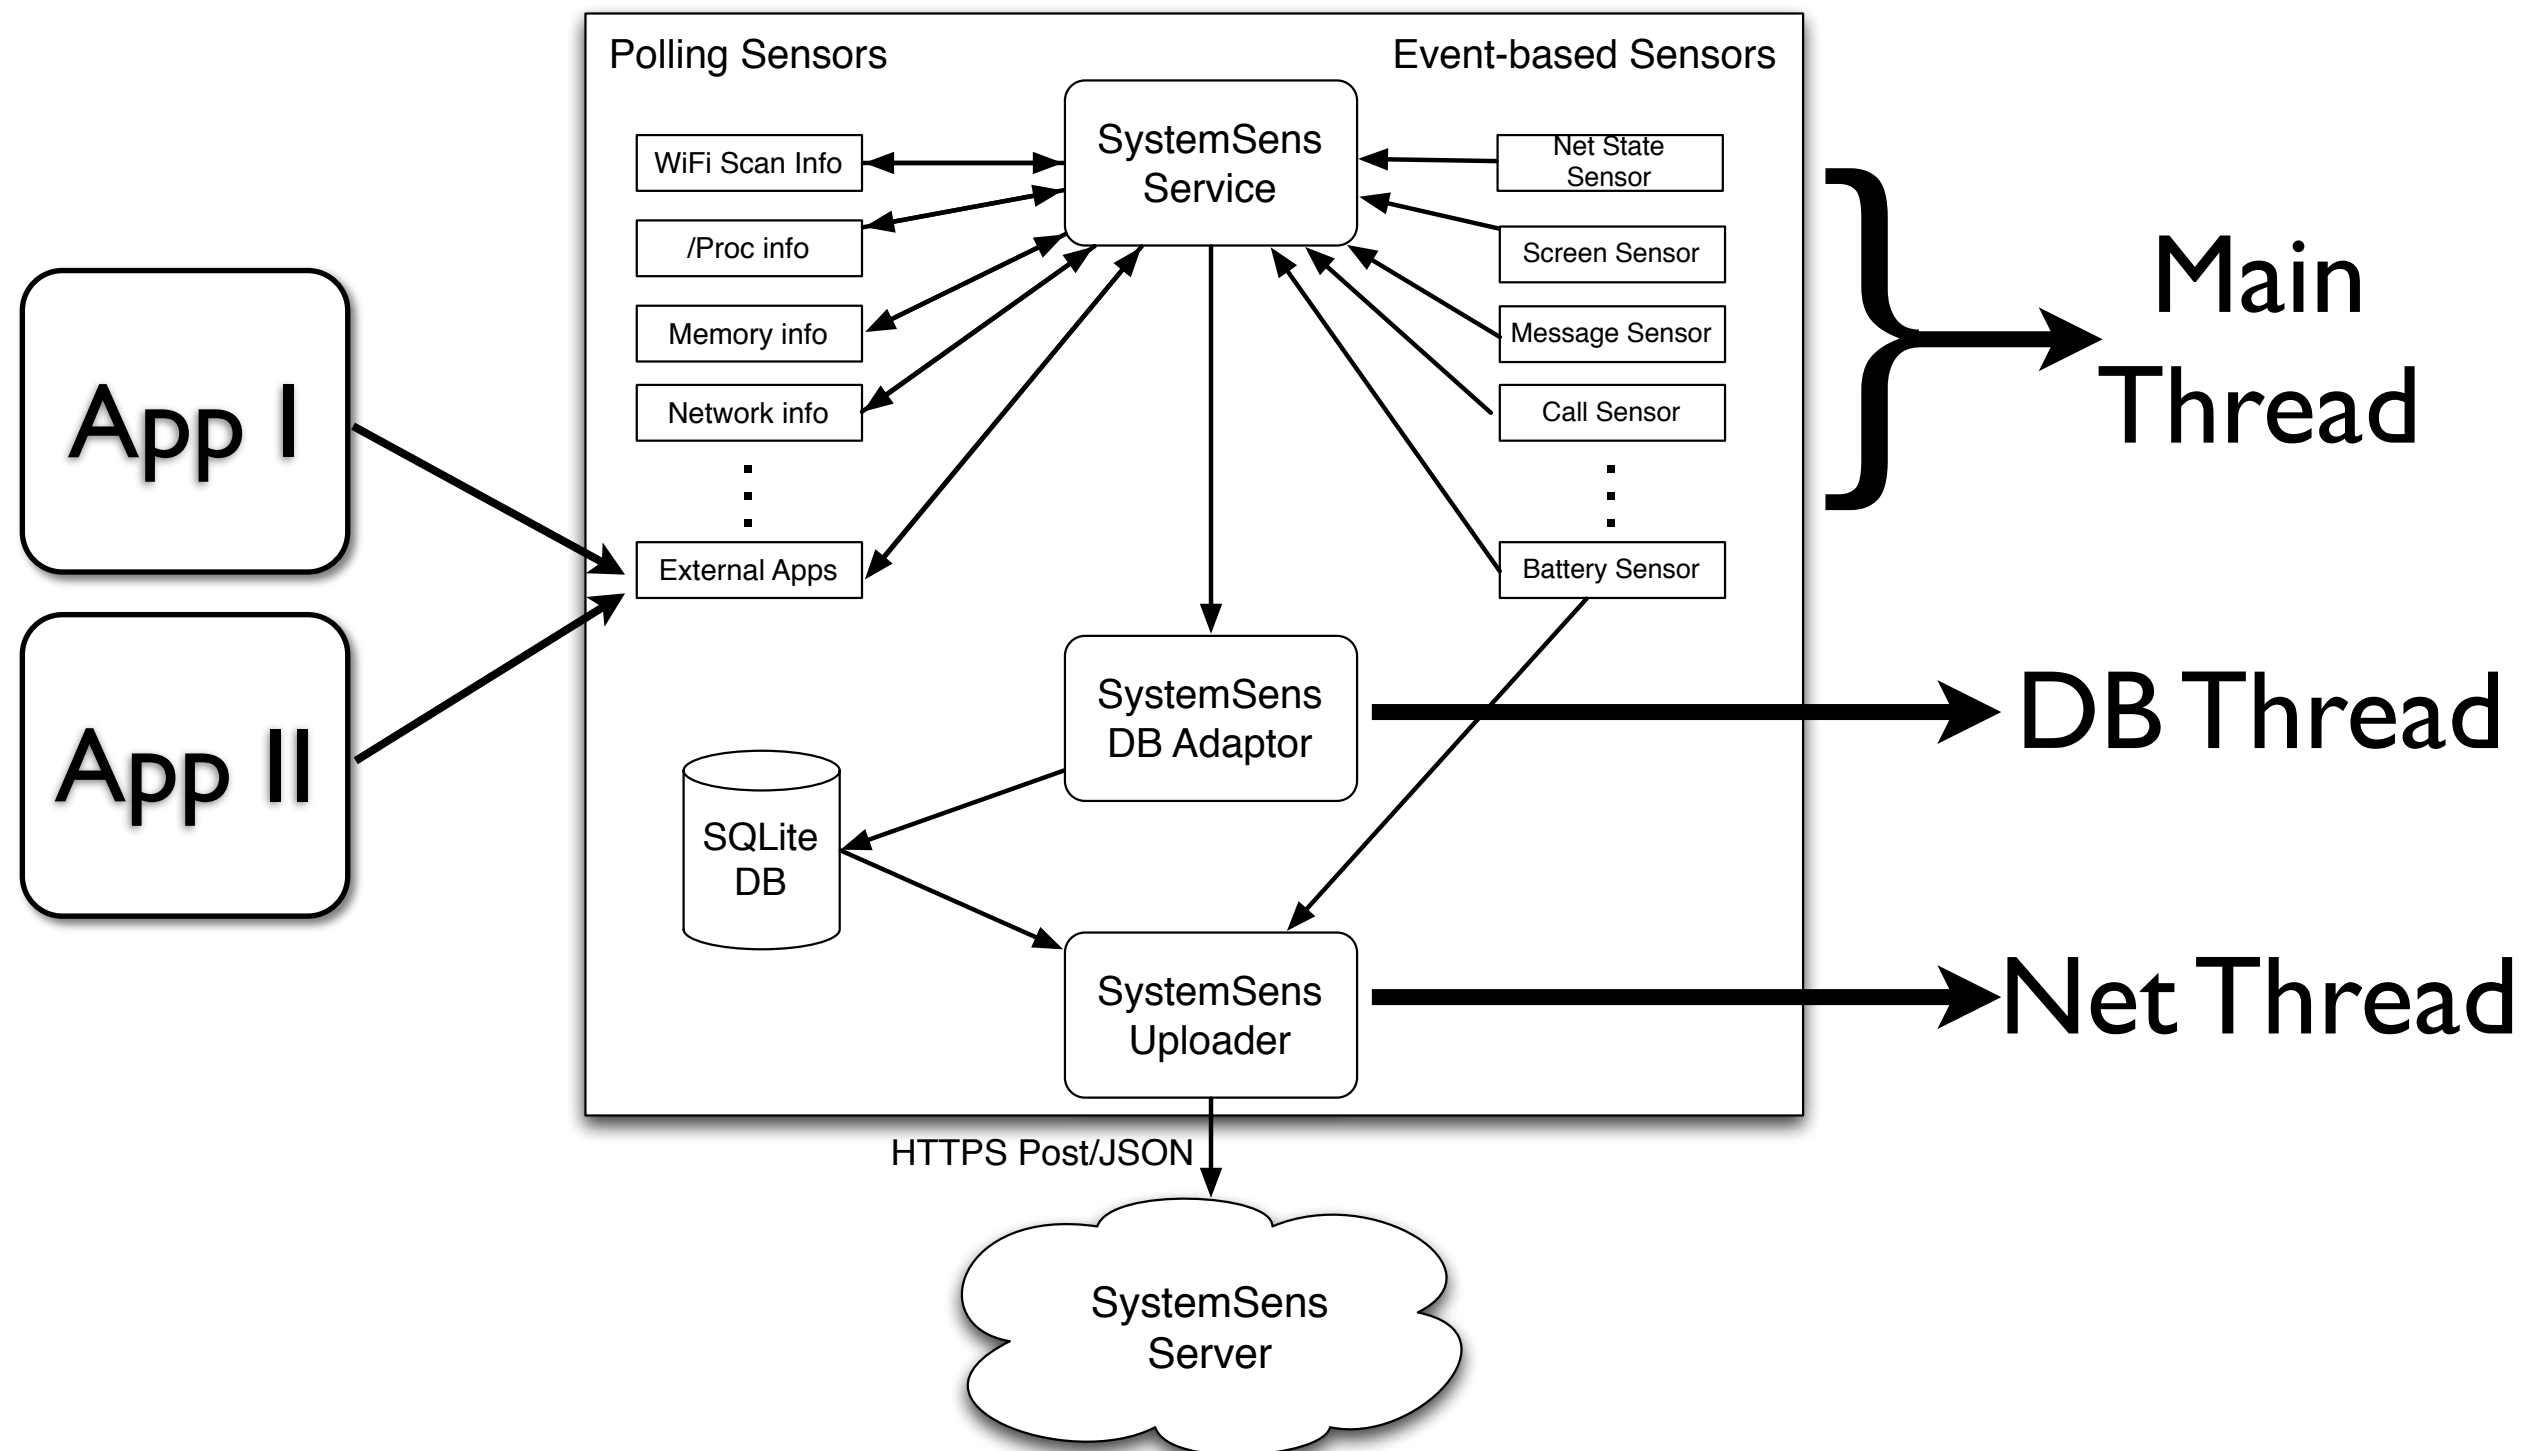 Polling Sensors
Event-based Sensors
SystemSens
Service
WiFi Scan Info
/Proc info
Memory info
Network info
External Apps
Net State
Sensor
Screen Sensor
Message Sensor
Call Sensor
Battery Sensor
App I
App II
Main
Thread
SystemSens
DB Adaptor
DB Thread
SQLite
DB
SystemSens
Uploader
Net Thread
HTTPS Post/JSON
SystemSens
Server